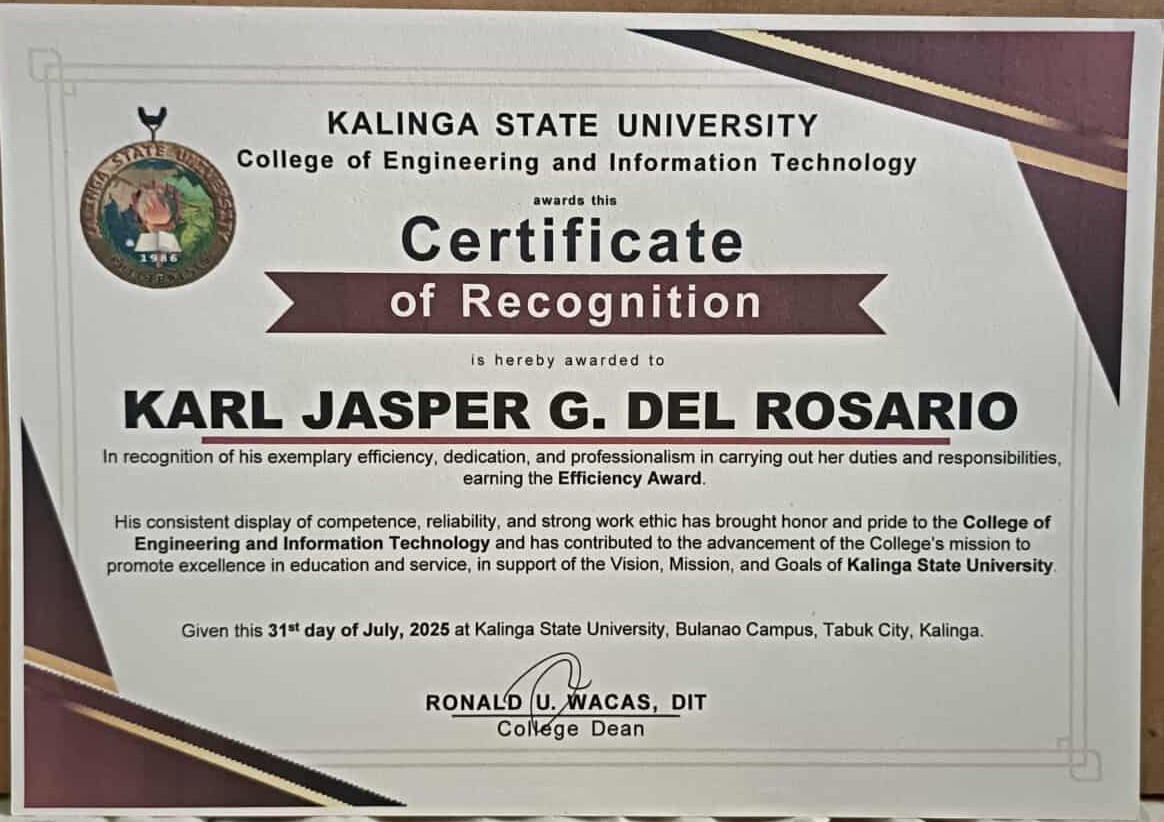 KALINGA STATE UNIVERSITY
College of Engineering and Information Technology
KALINGA STATE UNIVERSITY
1986
awards this
Certificate
of Recognition
is hereby awarded to
KARL JASPER G. DEL ROSARIO
In recognition of his exemplary efficiency, dedication, and professionalism in carrying out her duties and responsibilities,
earning the Efficiency Award.
His consistent display of competence, reliability, and strong work ethic has brought honor and pride to the College of
Engineering and Information Technology and has contributed to the advancement of the College's mission to
promote excellence in education and service, in support of the Vision, Mission, and Goals of Kalinga State University.
Given this 31st day of July, 2025 at Kalinga State University, Bulanao Campus, Tabuk City, Kalinga.
RONALD U. WACAS, DIT
College Dean